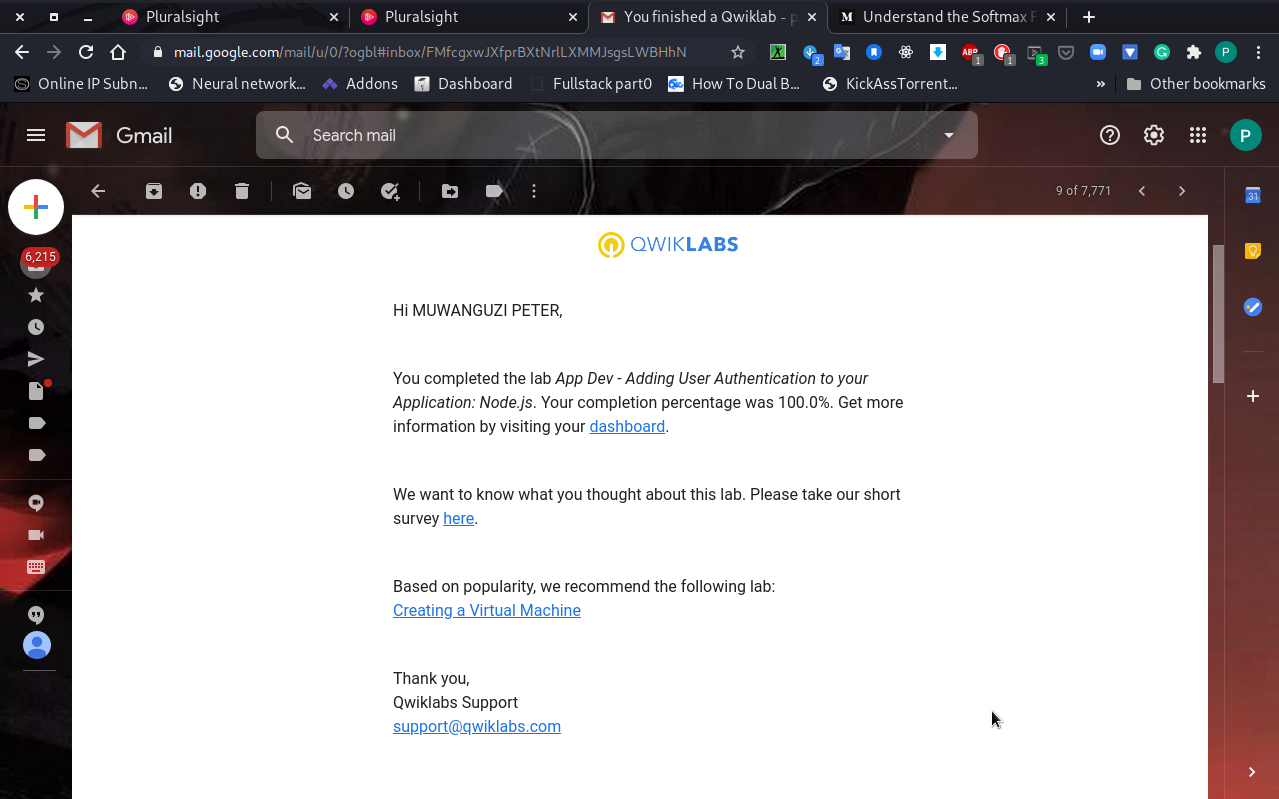 Pluralsight
Pluralsight
You finished a Qwiklab - p
M Understand the Softmax F
mail.google.com/mail/u/0/?ogbl#inbox/FMfcgxwJXfprBXtNrlLXMMJsgsLWBHhN
2
ABP
1
1
3
P
Online IP Subn...
Neural network...
Addons
Dashboard
Fullstack part0
How To Dual B...
KickAssTorrent...
»
Other bookmarks
Gmail
Search mail
P
9 of 7,771
31
6,215
QWIKLABS
Hi MUWANGUZI PETER,
You completed the lab App Dev - Adding User Authentication to your
Application: Node.js. Your completion percentage was 100.0%. Get more
information by visiting your dashboard.
We want to know what you thought about this lab. Please take our short
survey here.
Based on popularity, we recommend the following lab:
Creating a Virtual Machine
Thank you,
Qwiklabs Support
support@qwiklabs.com